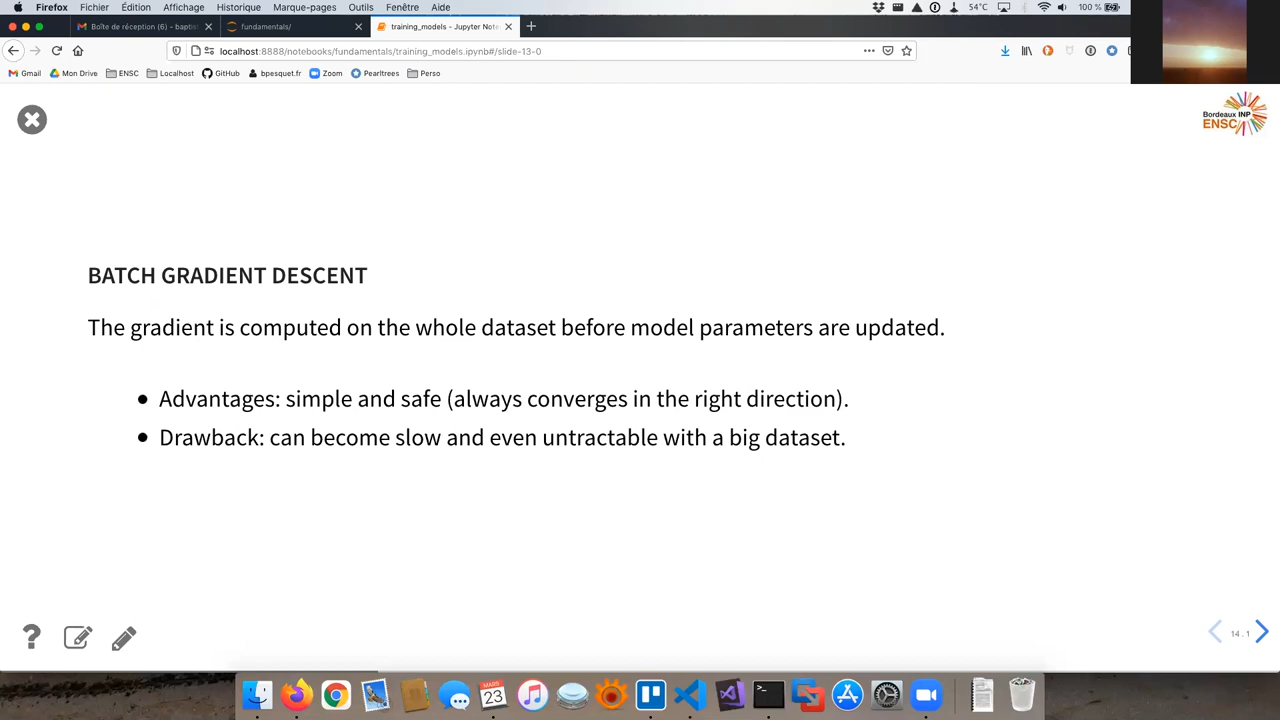 Firefox Fichier Édition Affichage Historique Marque-pages Outils Fenêtre Aide 54°C 100 %
Boîte de réception (6) - baptis fundamentals/ training_models - Jupyter Note
localhost:8888/notebooks/fundamentals/training_models.ipynb#/slide-13-0
Gmail Mon Drive ENSC Localhost GitHub bpesquet.fr Zoom Pearltrees Perso
Bordeaux INP
ENSC
BATCH GRADIENT DESCENT
The gradient is computed on the whole dataset before model parameters are updated.
Advantages: simple and safe (always converges in the right direction).
Drawback: can become slow and even untractable with a big dataset.
14.1
MARS
23